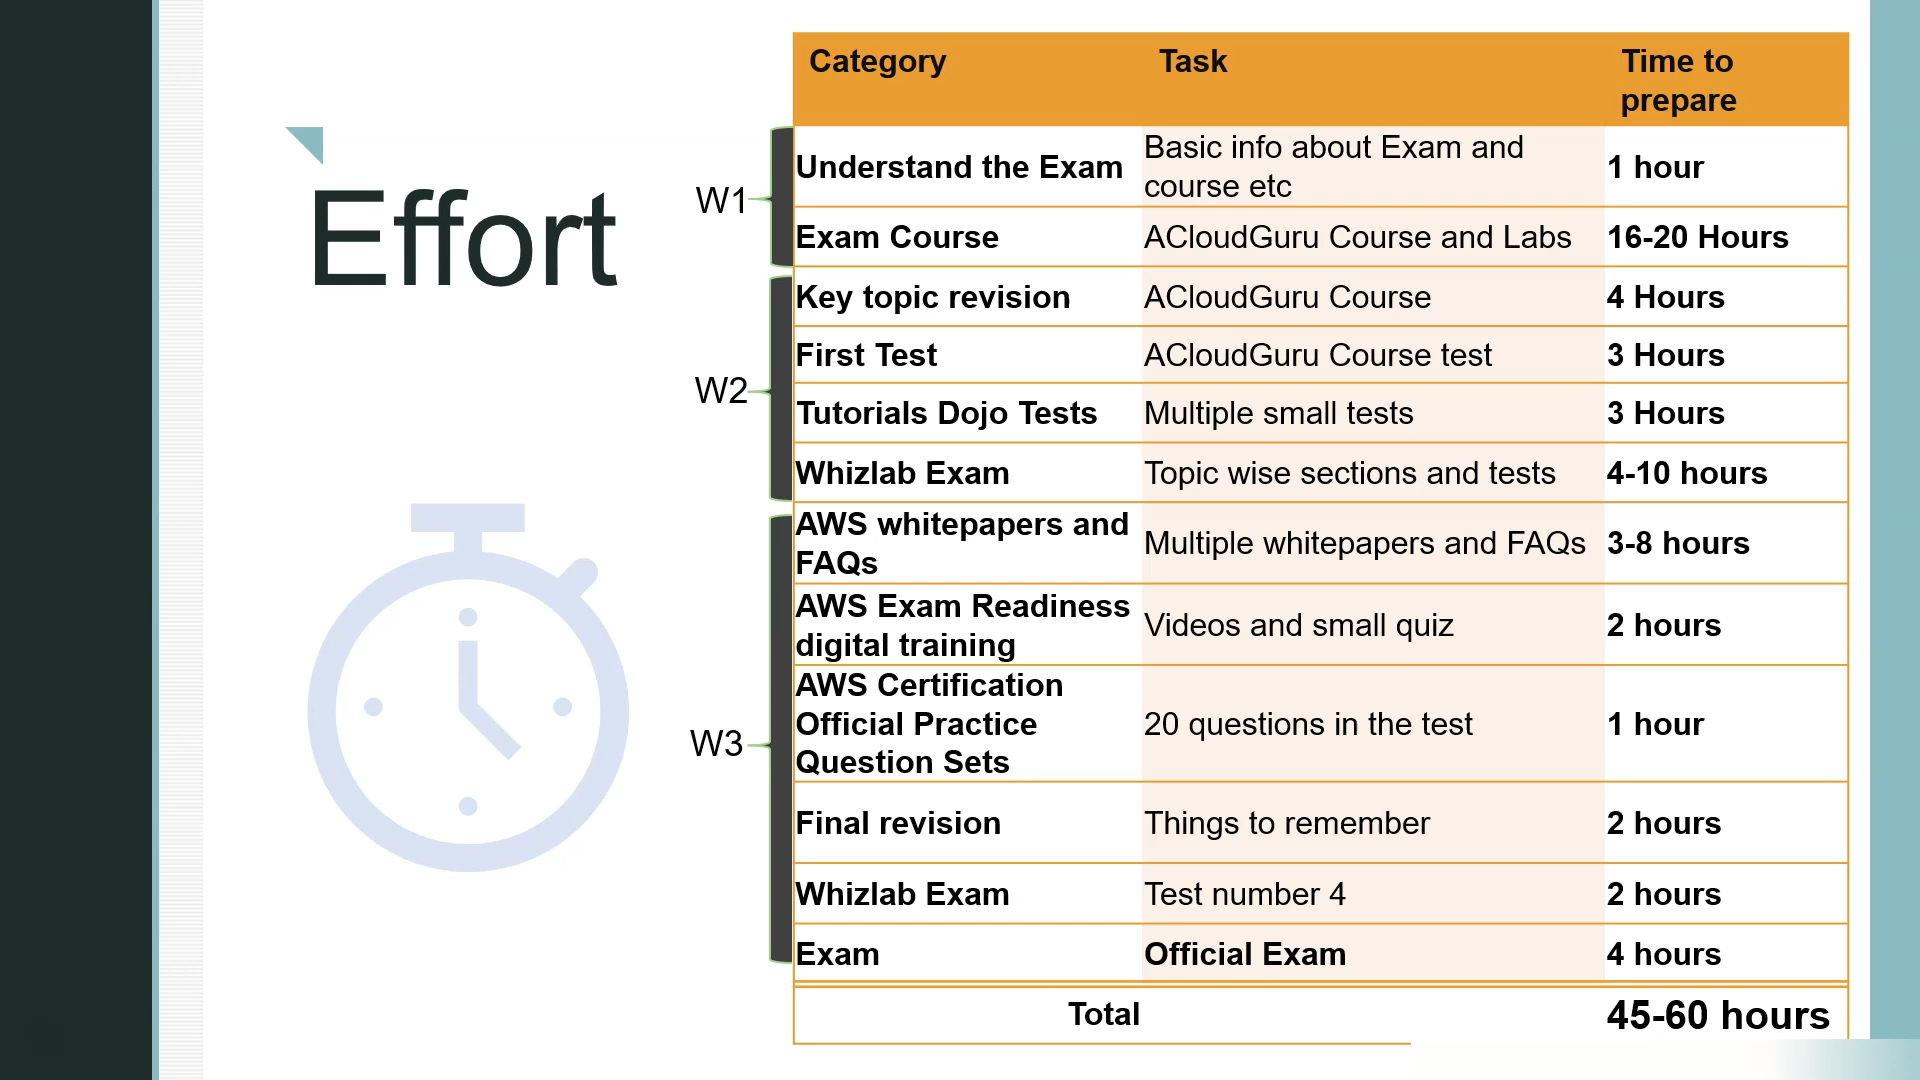 Effort
Category Task Time to
prepare
W1
Understand the Exam Basic info about Exam and
course etc 1 hour
Exam Course ACloudGuru Course and Labs 16-20 Hours
W2
Key topic revision ACloudGuru Course 4 Hours
First Test ACloudGuru Course test 3 Hours
Tutorials Dojo Tests Multiple small tests 3 Hours
Whizlab Exam Topic wise sections and tests 4-10 hours
W3
AWS whitepapers and
FAQs Multiple whitepapers and FAQs 3-8 hours
AWS Exam Readiness
digital training Videos and small quiz 2 hours
AWS Certification
Official Practice
Question Sets 20 questions in the test 1 hour
Final revision Things to remember 2 hours
Whizlab Exam Test number 4 2 hours
Exam Official Exam 4 hours
Total 45-60 hours